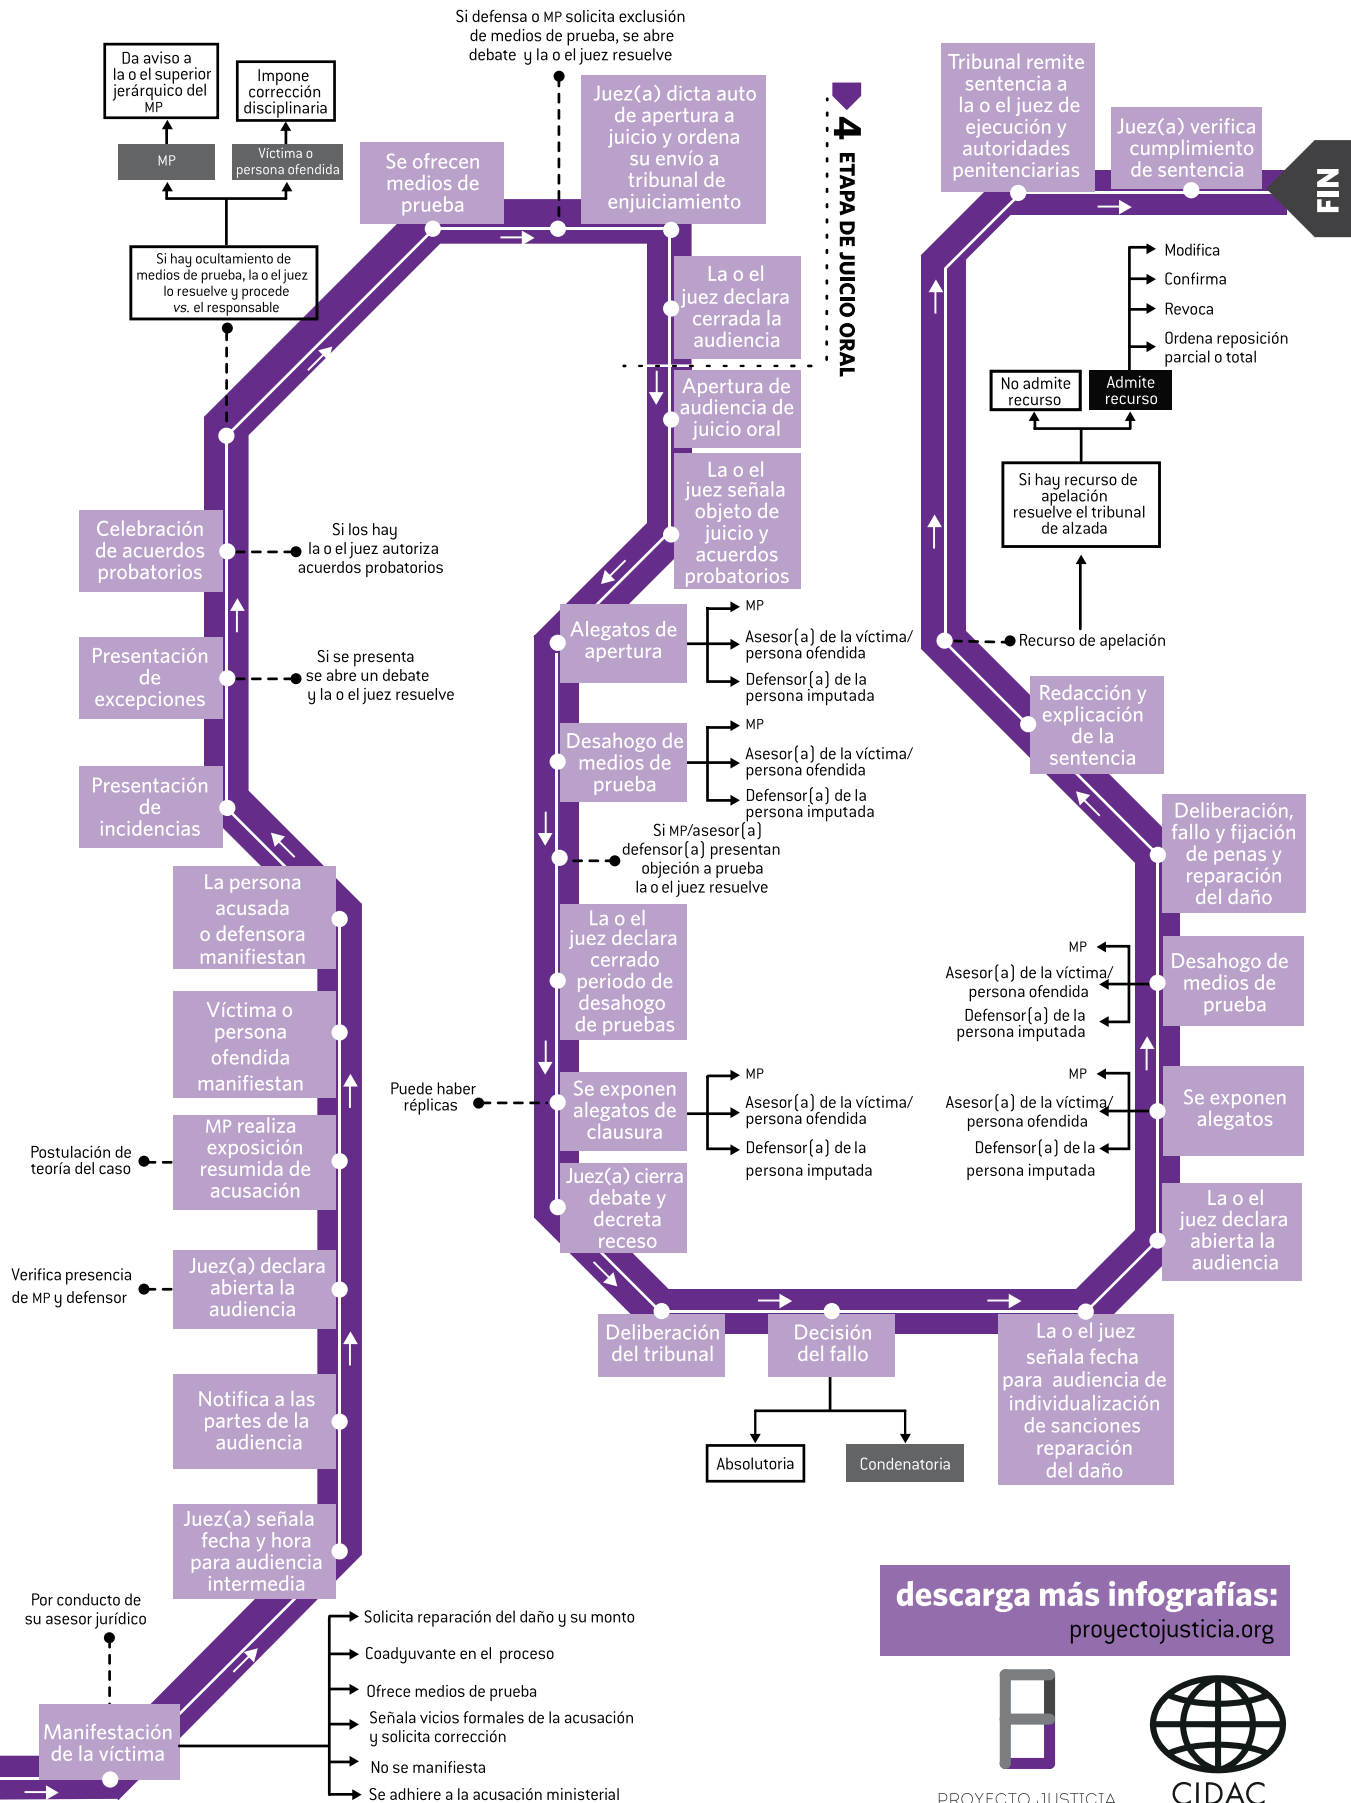 Si defensa o MP solicita exclusión
de medios de prueba, se abre
debate y la o el juez resuelve
Da aviso a
la o el superior
jerárquico del
MP
Impone
corrección
disciplinaria
MP
Víctima o
persona ofendida
Si hay ocultamiento de
medios de prueba, la o el juez
lo resuelve y procede
vs. el responsable
Se ofrecen
medios de
prueba
Juez(a) dicta auto
de apertura a
juicio y ordena
su envío a
tribunal de
enjuiciamiento
La o el
juez declara
cerrada la
audiencia
4 ETAPA DE JUICIO ORAL
Apertura de
audiencia de
juicio oral
La o el
juez señala
objeto de
juicio y
acuerdos
probatorios
Tribunal remite
sentencia a
la o el juez de
ejecución y
autoridades
penitenciarias
Juez(a) verifica
cumplimiento
de sentencia
FIN
Modifica
Confirma
Revoca
Ordena reposición
parcial o total
No admite
recurso
Admite
recurso
Si hay recurso de
apelación
resuelve el tribunal
de alzada
Recurso de apelación
Redacción y
explicación
de la
sentencia
Celebración
de acuerdos
probatorios
Si los hay
la o el juez autoriza
acuerdos probatorios
Presentación
de
excepciones
Si se presenta
se abre un debate
y la o el juez resuelve
Presentación
de
incidencias
La persona
acusada
o defensora
manifiestan
Víctima o
persona
ofendida
manifiestan
MP realiza
exposición
resumida de
acusación
Postulación de
teoría del caso
Juez(a) declara
abierta la
audiencia
Verifica presencia
de MP y defensor
Notifica a las
partes de la
audiencia
Juez(a) señala
fecha y hora
para audiencia
intermedia
Por conducto de
su asesor jurídico
Manifestación
de la víctima
Solicita reparación del daño y su monto
Coadyuvante en el proceso
Ofrece medios de prueba
Señala vicios formales de la acusación
y solicita corrección
No se manifiesta
Se adhiere a la acusación ministerial
Alegatos de
apertura
MP
Asesor(a) de la víctima/
persona ofendida
Defensor(a) de la
persona imputada
Desahogo de
medios de
prueba
MP
Asesor(a) de la víctima/
persona ofendida
Defensor(a) de la
persona imputada
Si MP/asesor(a)
defensor(a) presentan
objeción a prueba
la o el juez resuelve
La o el
juez declara
cerrado
periodo de
desahogo
de pruebas
Puede haber
réplicas
Se exponen
alegatos de
clausura
MP
Asesor(a) de la víctima/
persona ofendida
Defensor(a) de la
persona imputada
Juez(a) cierra
debate y
decreta
receso
Deliberación
del tribunal
Decisión
del fallo
Absolutoria
Condenatoria
La o el juez
señala fecha
para audiencia de
individualización
de sanciones
reparación
del daño
La o el
juez declara
abierta la
audiencia
Se exponen
alegatos
MP
Asesor(a) de la víctima/
persona ofendida
Defensor(a) de la
persona imputada
Desahogo de
medios de
prueba
MP
Asesor(a) de la víctima/
persona ofendida
Defensor(a) de la
persona imputada
Deliberación,
fallo y fijación
de penas y
reparación
del daño
descarga más infografías:
proyectojusticia.org
PROYECTO JUSTICIA
CIDAC